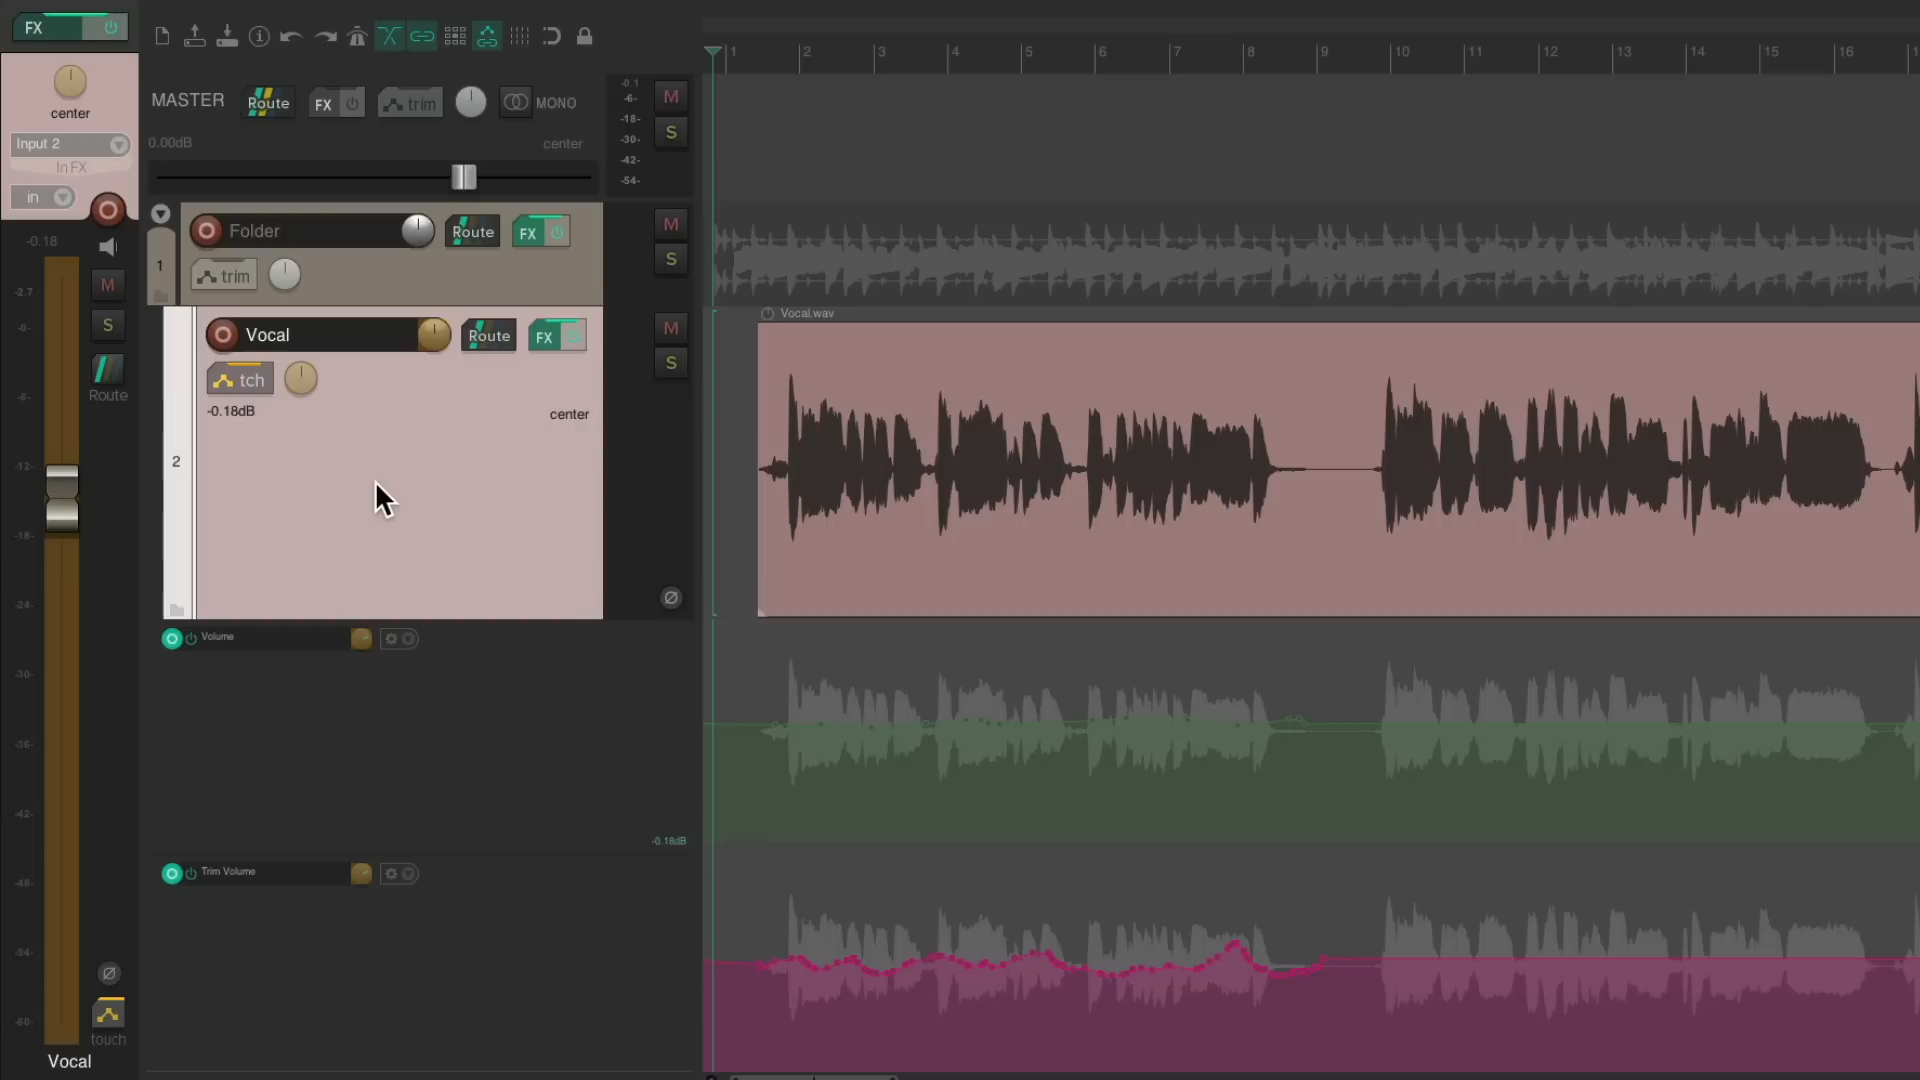 FX
center
Input 2
In FX
in
-0.18
M
-2.7
-0-
S
Route
-6-
-12-
-18-
-24-
-30-
-36-
-42-
-48-
-54-
-60-
touch
Vocal
MASTER Route FX trim MONO
0.00dB center
-0.1
-6-
-18-
-30-
-42-
-54-
M
S
1 2 3 4 5 6 7 8 9 10 11 12 13 14 15 16 1
1
Folder Route FX
trim
M
S
2
Vocal Route FX
tch
-0.18dB center
M
S
Vocal.wav
Volume
-0.18dB
Trim Volume